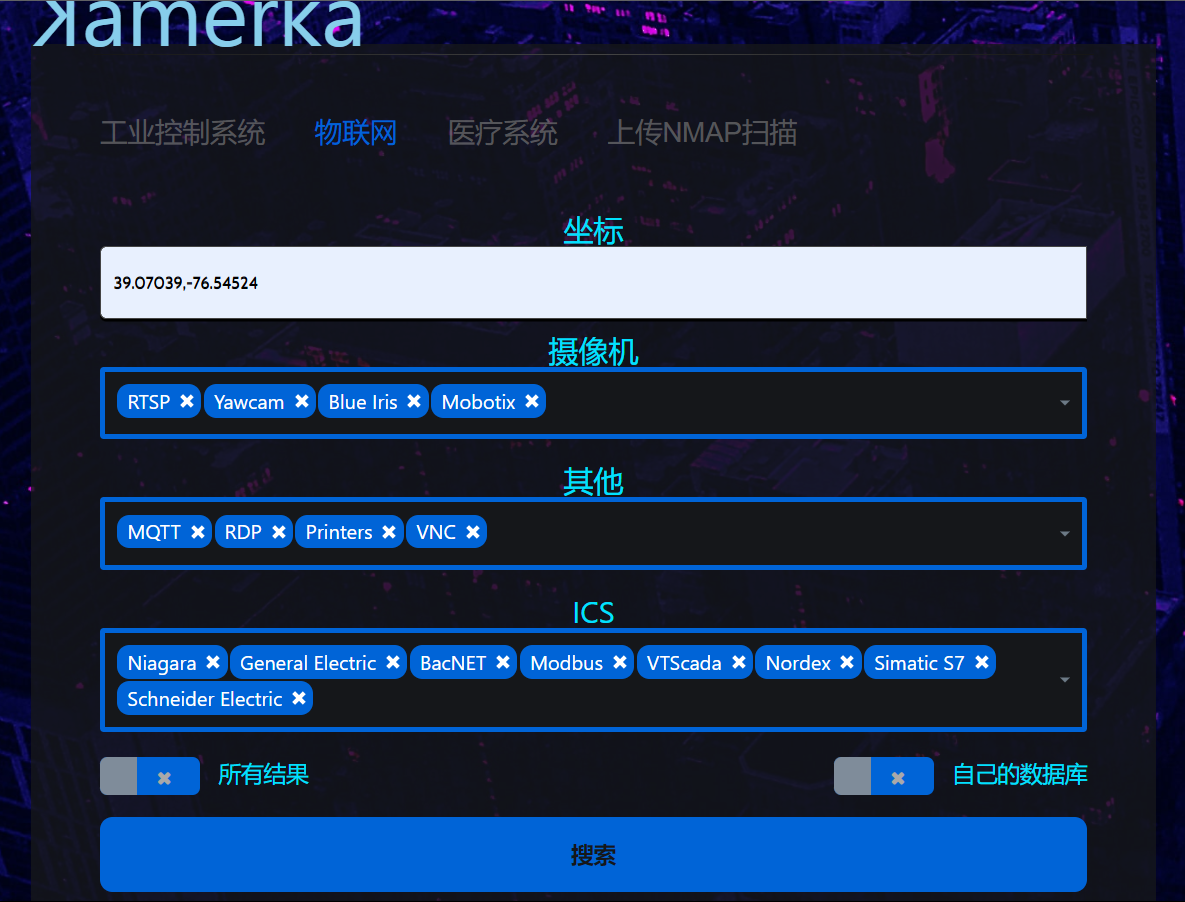 kamerka
工业控制系统 物联网 医疗系统 上传NMAP扫描
坐标
39.07039,-76.54524
摄像机
RTSP Yawcam Blue Iris Mobotix
其他
MQTT RDP Printers VNC
ICS
Niagara General Electric BacNET Modbus VTScada Nordex Simatic S7
Schneider Electric
所有结果 自己的数据库
搜索